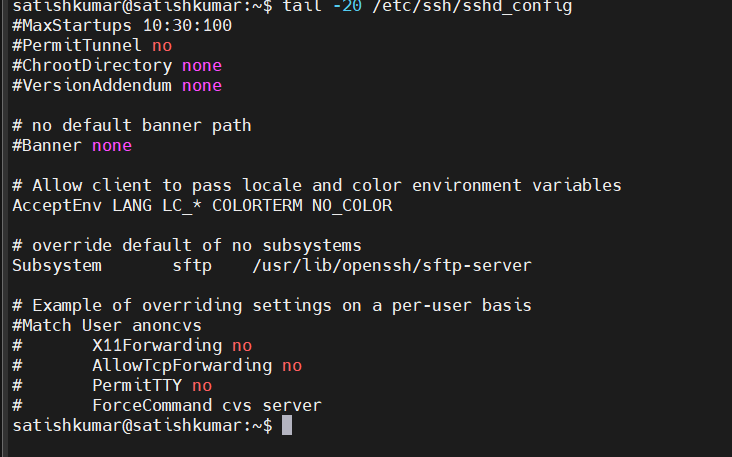 satishkumar@satishkumar:~$ tail -20 /etc/ssh/sshd_config
#MaxStartups 10:30:100
#PermitTunnel no
#ChrootDirectory none
#VersionAddendum none

# no default banner path
#Banner none

# Allow client to pass locale and color environment variables
AcceptEnv LANG LC_* COLORTERM NO_COLOR

# override default of no subsystems
Subsystem       sftp    /usr/lib/openssh/sftp-server

# Example of overriding settings on a per-user basis
#Match User anoncvs
#       X11Forwarding no
#       AllowTcpForwarding no
#       PermitTTY no
#       ForceCommand cvs server
satishkumar@satishkumar:~$